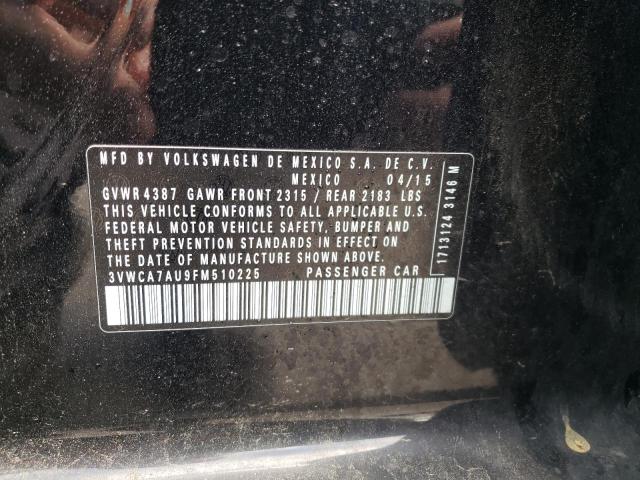 MFD BY VOLKSWAGEN DE MEXICO S.A. DE C.V.
MEXICO 04/15
GVWR 4387 GAWR FRONT 2315 / REAR 2183 LBS
THIS VEHICLE CONFORMS TO ALL APPLICABLE U.S.
FEDERAL MOTOR VEHICLE SAFETY, BUMPER AND
THEFT PREVENTION STANDARDS IN EFFECT ON
THE DATE OF MANUFACTURE SHOWN ABOVE.
3VWCA7AU9FM510225 PASSENGER CAR
1713124 3146 M